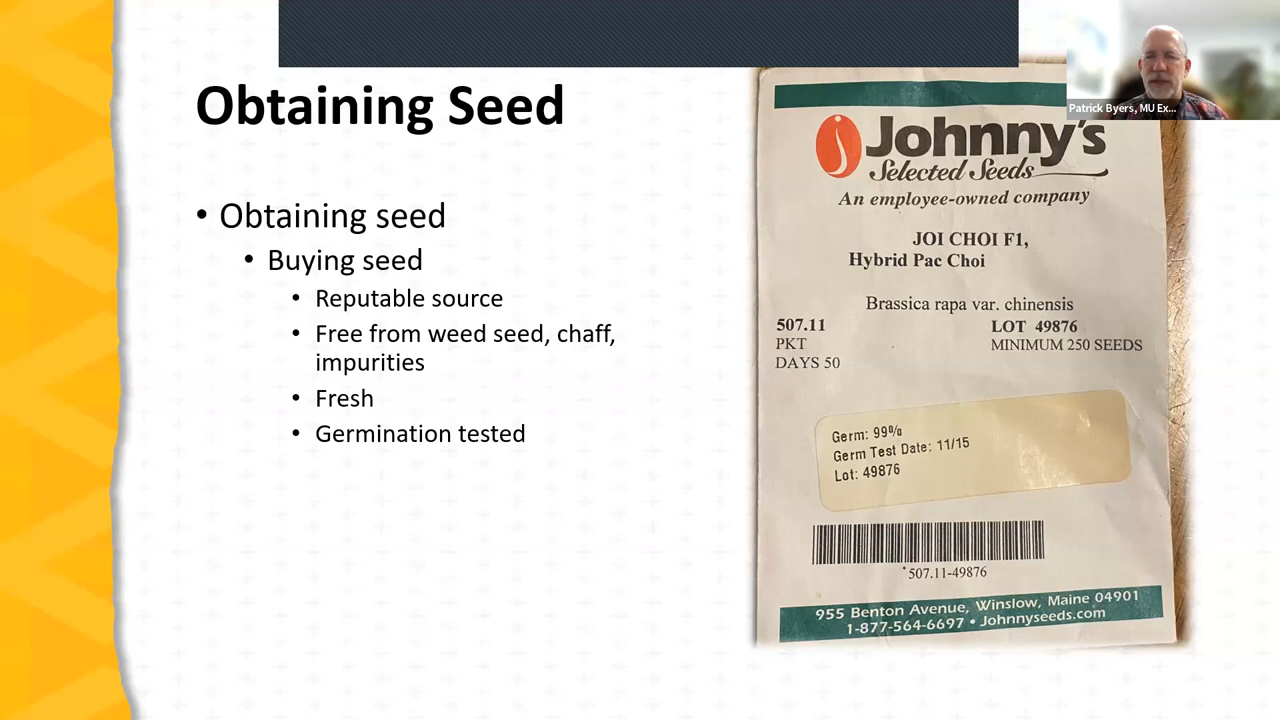 Obtaining Seed
• Obtaining seed
• Buying seed
• Reputable source
• Free from weed seed, chaff,
impurities
• Fresh
• Germination tested
Patrick Byers, MU Ex...
Johnny's
Selected Seeds
An employee-owned company
JOI CHOI F1,
Hybrid Pac Choi
Brassica rapa var. chinensis
507.11
PKT
DAYS 50
LOT 49876
MINIMUM 250 SEEDS
Germ: 99%
Germ Test Date: 11/15
Lot: 49876
*507.11-49876
955 Benton Avenue, Winslow, Maine 04901
1-877-564-6697 • Johnnyseeds.com